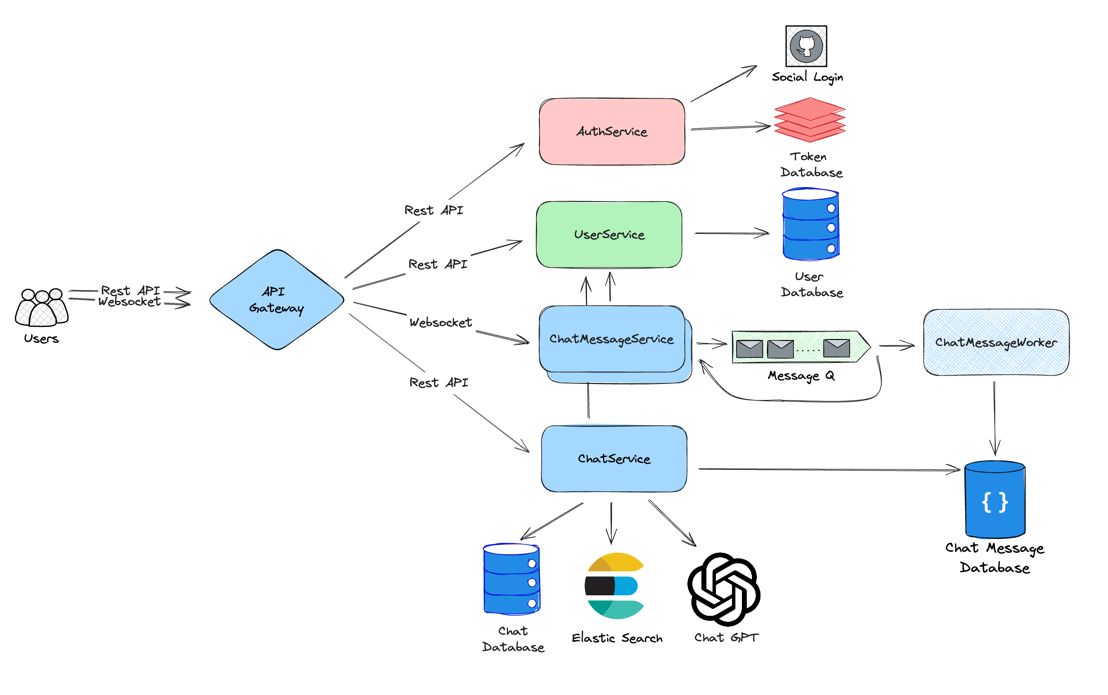 Social Login
AuthService
Token
Database
Rest API
UserService
Rest API
User
Database
API
Gateway
Rest API
Websocket
Users
Websocket
ChatMessageService
Message Q
ChatMessageWorker
Rest API
ChatService
{ }
Chat Message
Database
Chat
Database
Elastic Search
Chat GPT